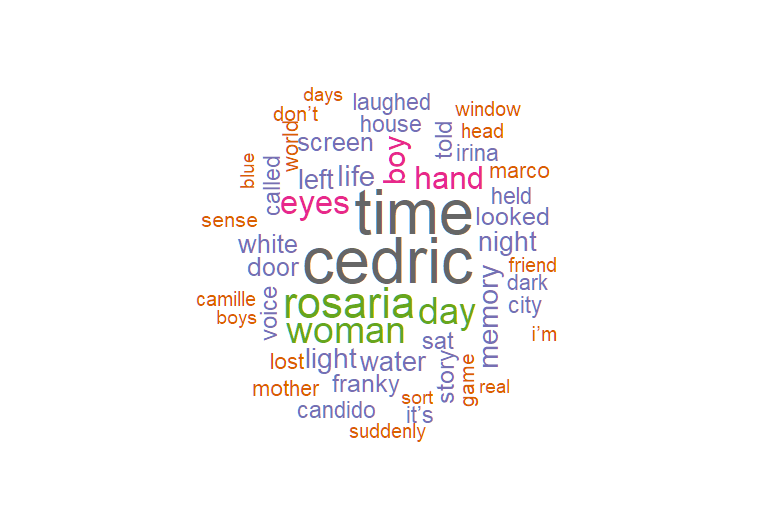 days
laughed
window
don't
house
head
world
screen
told
boy
irina
blue
called
left
life
hand
marco
eyes
held
time
sense
looked
white
night
cedric
door
friend
memory
dark
camille
rosaria
day
city
boys
voice
woman
i'm
sat
lost
light
water
story
game
mother
franky
real
sort
candido
it's
suddenly